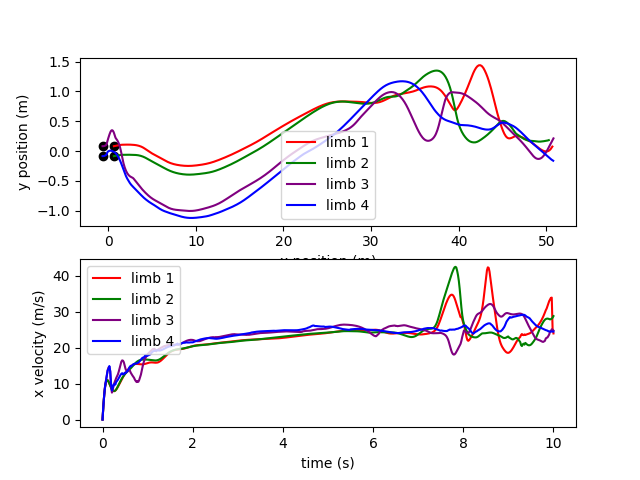 1.5
1.0
0.5
0.0
−0.5
−1.0
y position (m)
limb 1
limb 2
limb 3
limb 4
0 10 20 30 40 50
x position (m)
40
30
20
10
0
x velocity (m/s)
limb 1
limb 2
limb 3
limb 4
0 2 4 6 8 10
time (s)